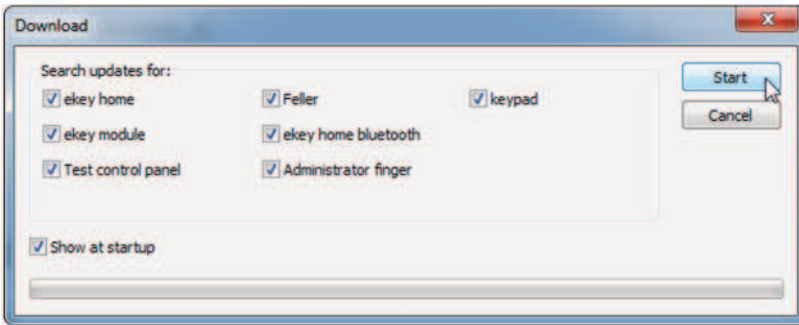 Download
Search updates for:
ekey home Feller keypad
ekey module ekey home bluetooth
Test control panel Administrator finger
Show at startup
Start
Cancel